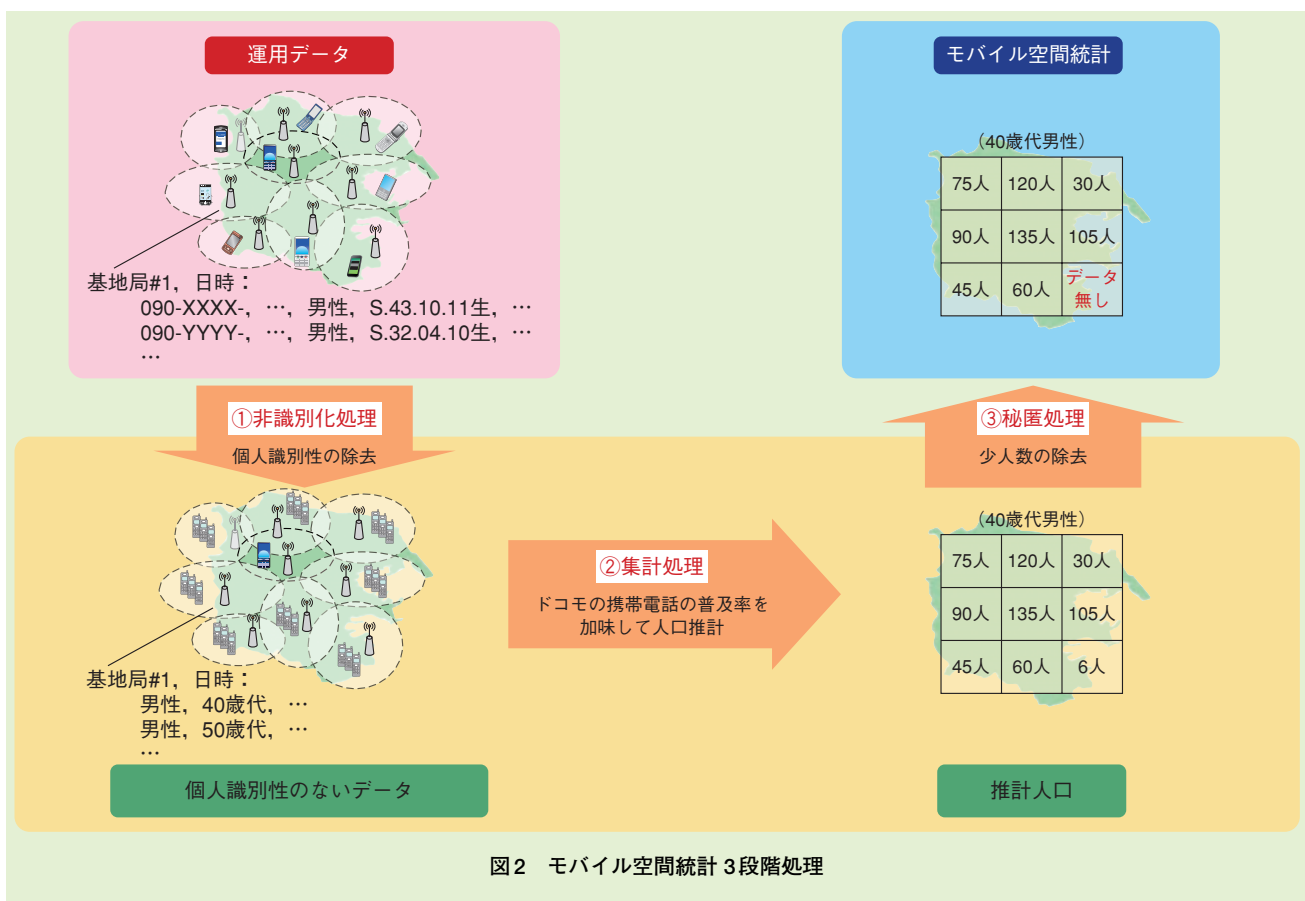 運用データ
基地局#1，日時：
090-XXXX-，…，男性，S.43.10.11生，…
090-YYYY-，…，男性，S.32.04.10生，…
…
①非識別化処理
個人識別性の除去
基地局#1，日時：
男性，40歳代，…
男性，50歳代，…
…
個人識別性のないデータ
②集計処理
ドコモの携帯電話の普及率を
加味して人口推計
モバイル空間統計
（40歳代男性）
75人 120人 30人
90人 135人 105人
45人 60人 データ
無し
③秘匿処理
少人数の除去
（40歳代男性）
75人 120人 30人
90人 135人 105人
45人 60人 6人
推計人口
図2　モバイル空間統計 3段階処理